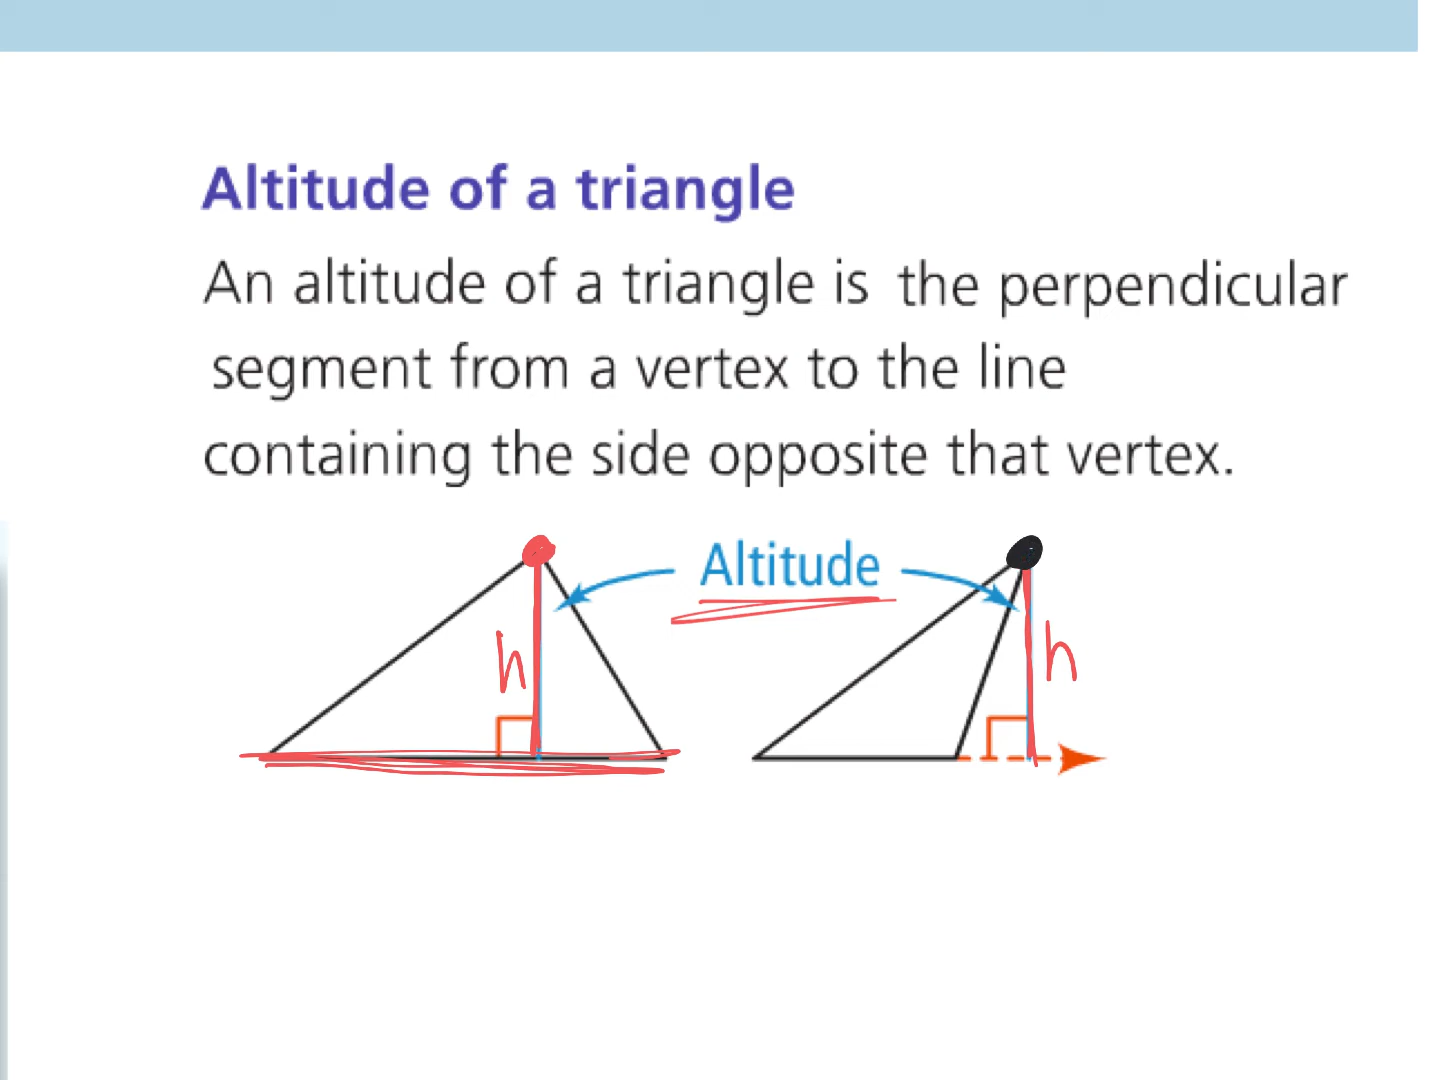 Altitude of a triangle
An altitude of a triangle is the perpendicular
segment from a vertex to the line
containing the side opposite that vertex.
Altitude
h
h